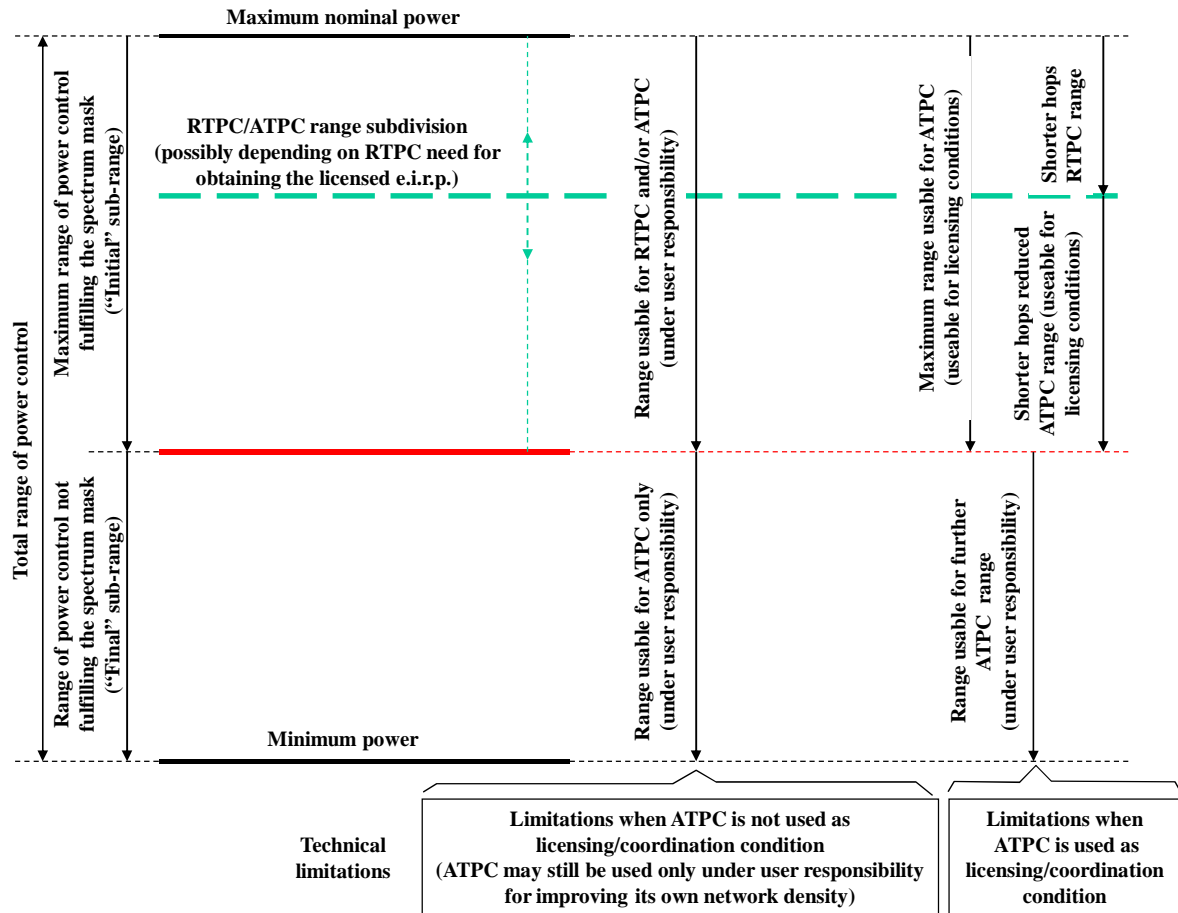 Maximum nominal power
Total range of power control
Maximum range of power control
fulfilling the spectrum mask
(“Initial” sub-range)
RTPC/ATPC range subdivision
(possibly depending on RTPC need for
obtaining the licensed e.i.r.p.)
Range usable for RTPC and/or ATPC
(under user responsibility)
Maximum range usable for ATPC
(useable for licensing conditions)
Shorter hops
RTPC range
Shorter hops reduced
ATPC range (useable for
licensing conditions)
Range of power control not
fulfilling the spectrum mask
(“Final” sub-range)
Range usable for ATPC only
(under user responsibility)
Range usable for further
ATPC range
(under user responsibility)
Minimum power
Technical
limitations
Limitations when ATPC is not used as
licensing/coordination condition
(ATPC may still be used only under user responsibility
for improving its own network density)
Limitations when
ATPC is used as
licensing/coordination
condition